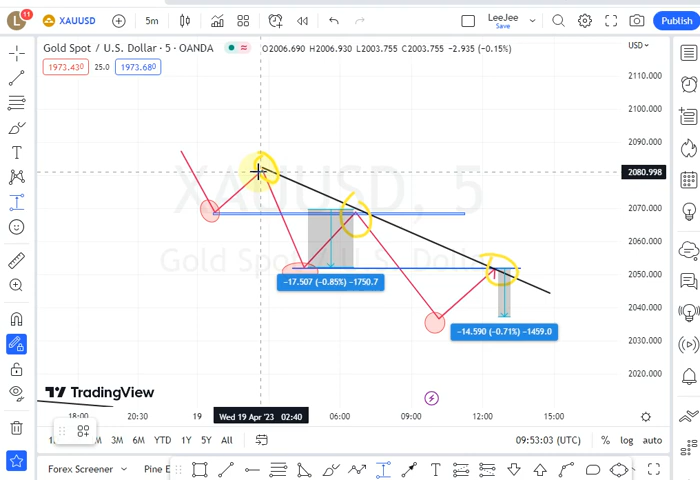 L 11 XAUUSD 5m LeeJee Save Publish
Gold Spot / U.S. Dollar · 5 · OANDA O2006.690 H2006.930 L2003.755 C2003.755 −2.935 (−0.15%) USD
1973.430 25.0 1973.680
2110.000
2100.000
2090.000
2080.998
2070.000
2060.000
2050.000
2040.000
2030.000
2020.000
XAUUSD, 5
Gold Spot / U.S. Dollar
−17.507 (−0.85%) −1750.7
−14.590 (−0.71%) −1459.0
TradingView
18:00 20:30 19 Wed 19 Apr '23 02:40 06:00 09:00 12:00 15:00
3M 6M YTD 1Y 5Y All 09:53:03 (UTC) % log auto
Forex Screener Pine